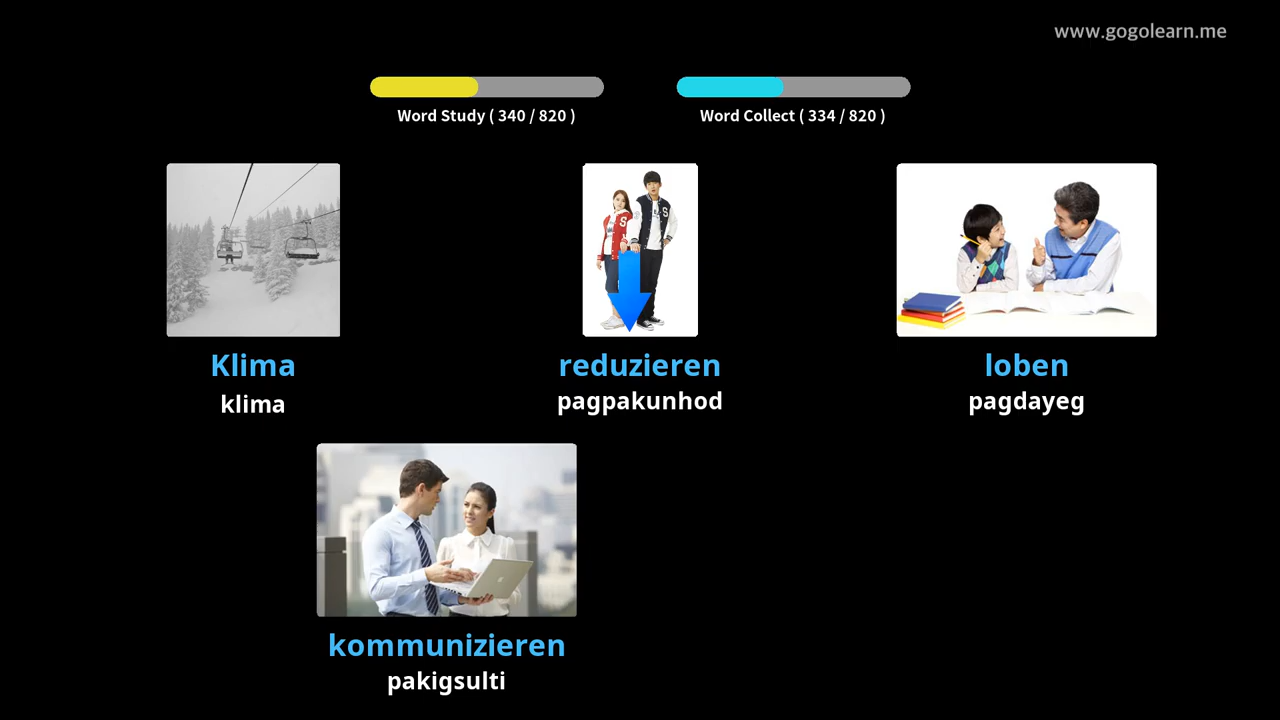 www.gogolearn.me
Word Study ( 340 / 820 )
Word Collect ( 334 / 820 )
Klima
klima
reduzieren
pagpakunhod
loben
pagdayeg
kommunizieren
pakigsulti